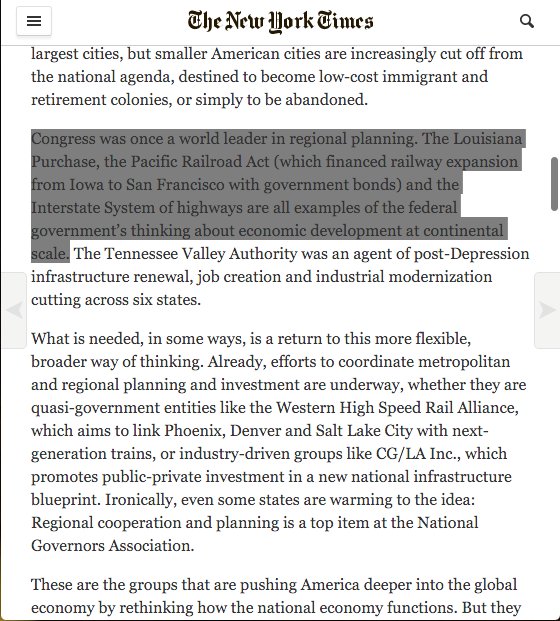 The New York Times
largest cities, but smaller American cities are increasingly cut off from
the national agenda, destined to become low-cost immigrant and
retirement colonies, or simply to be abandoned.
Congress was once a world leader in regional planning. The Louisiana
Purchase, the Pacific Railroad Act (which financed railway expansion
from Iowa to San Francisco with government bonds) and the
Interstate System of highways are all examples of the federal
government’s thinking about economic development at continental
scale. The Tennessee Valley Authority was an agent of post-Depression
infrastructure renewal, job creation and industrial modernization
cutting across six states.
What is needed, in some ways, is a return to this more flexible,
broader way of thinking. Already, efforts to coordinate metropolitan
and regional planning and investment are underway, whether they are
quasi-government entities like the Western High Speed Rail Alliance,
which aims to link Phoenix, Denver and Salt Lake City with next-
generation trains, or industry-driven groups like CG/LA Inc., which
promotes public-private investment in a new national infrastructure
blueprint. Ironically, even some states are warming to the idea:
Regional cooperation and planning is a top item at the National
Governors Association.
These are the groups that are pushing America deeper into the global
economy by rethinking how the national economy functions. But they